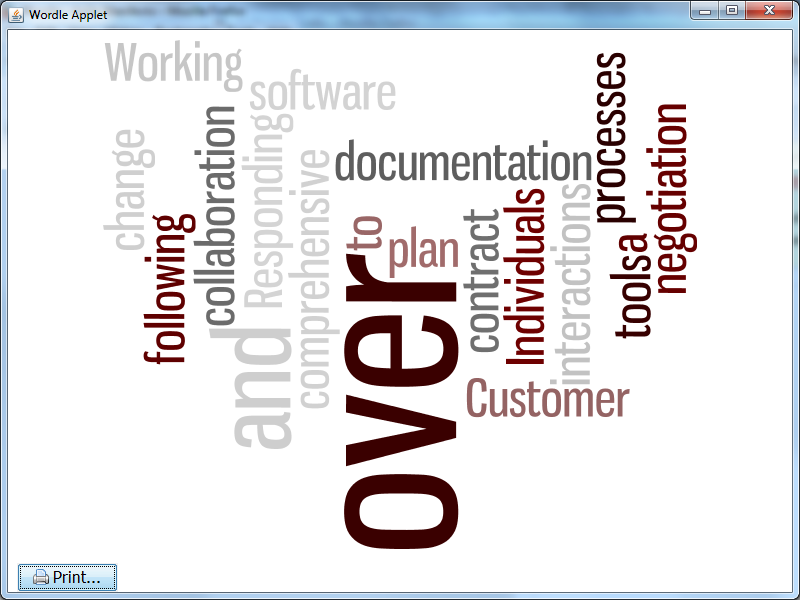 Wordle Applet
Working
software
change
collaboration
Responding
comprehensive
documentation
processes
negotiation
following
to
plan
contract
Individuals
interactions
toolsa
and
over
Customer
Print...